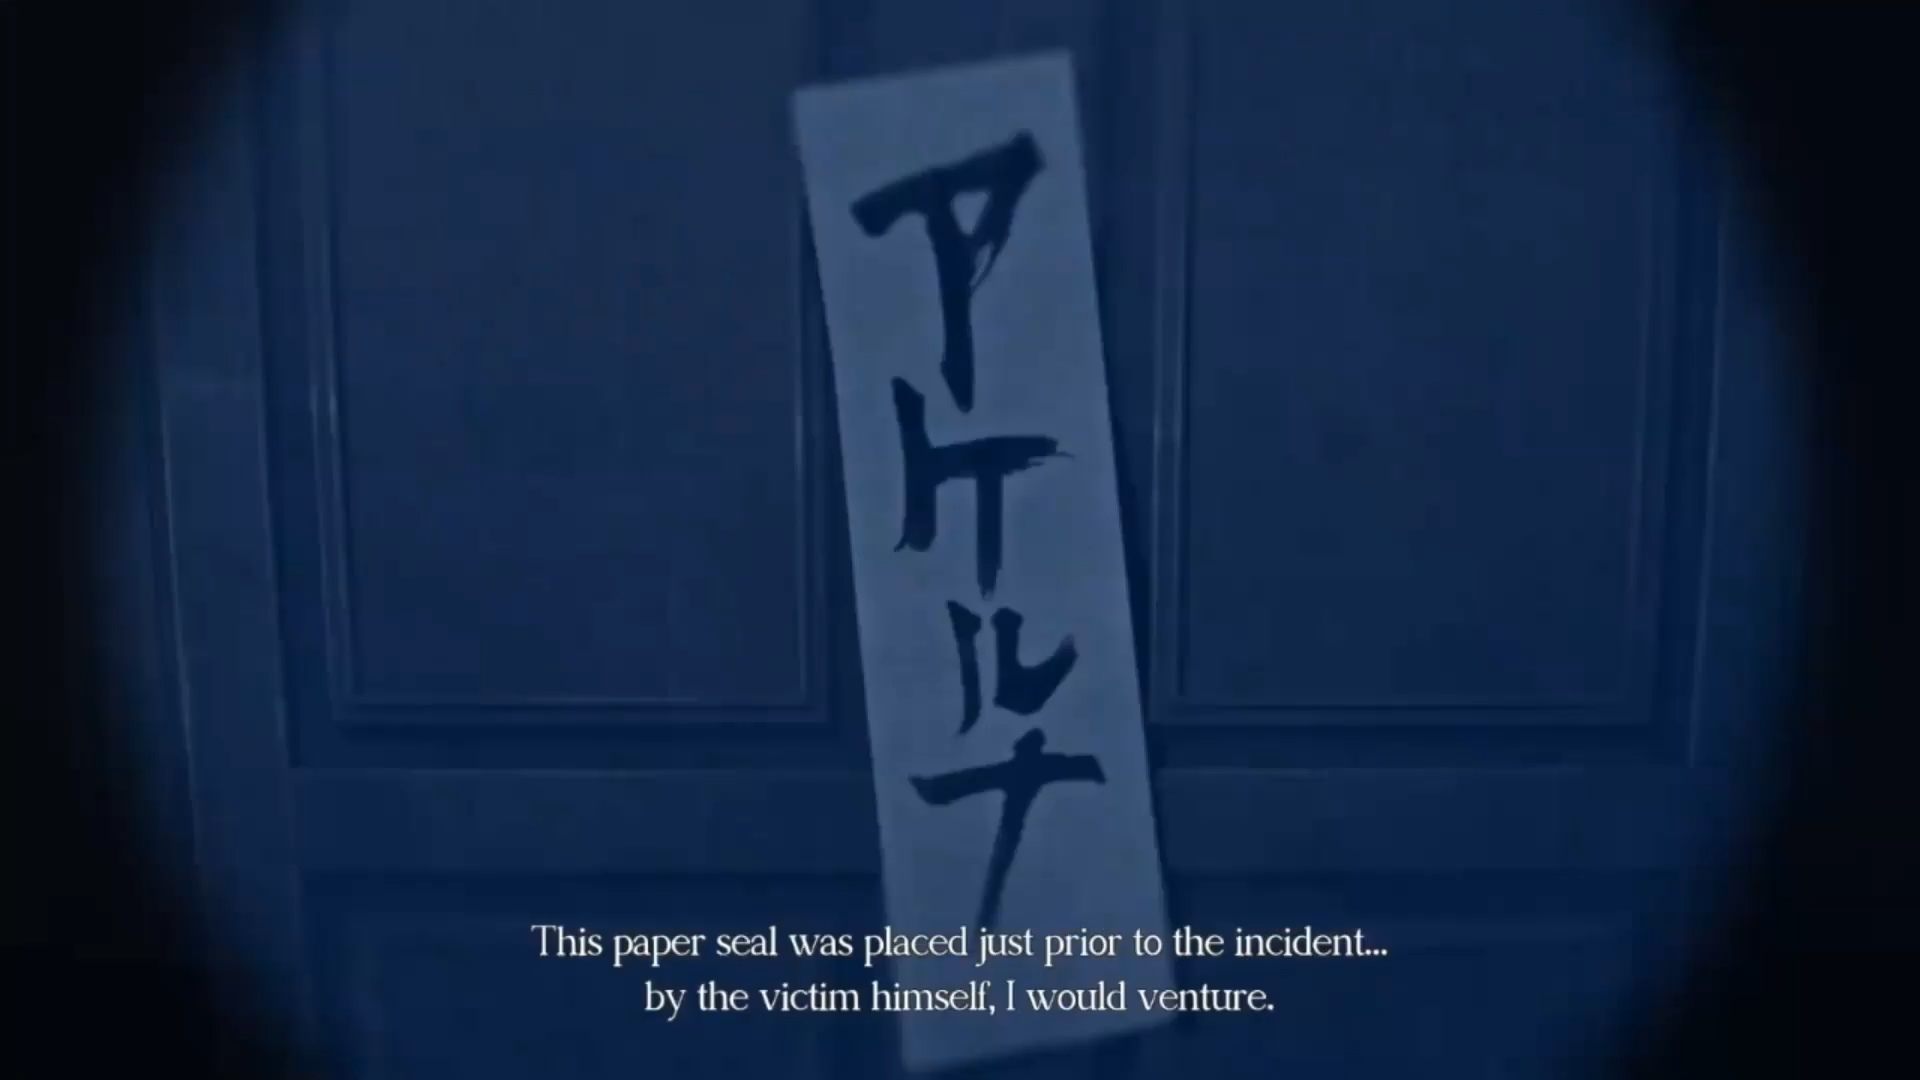 アケルナ
This paper seal was placed just prior to the incident...
by the victim himself, I would venture.